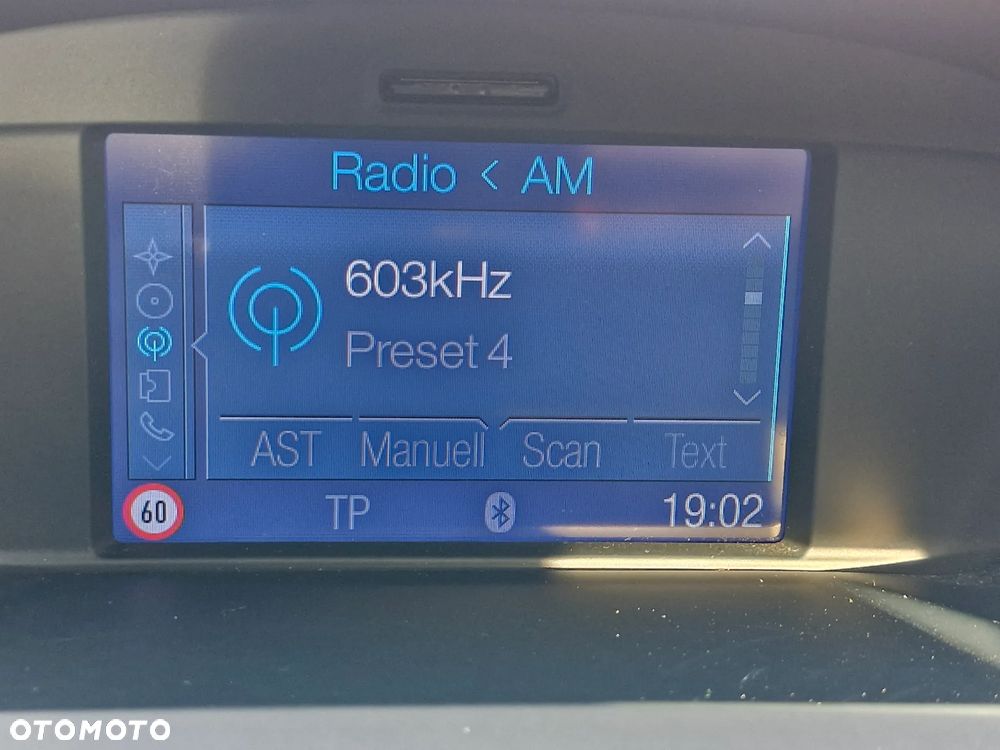 Radio < AM
603kHz
Preset 4
AST Manuell Scan Text
60 TP 19:02
OTOMOTO